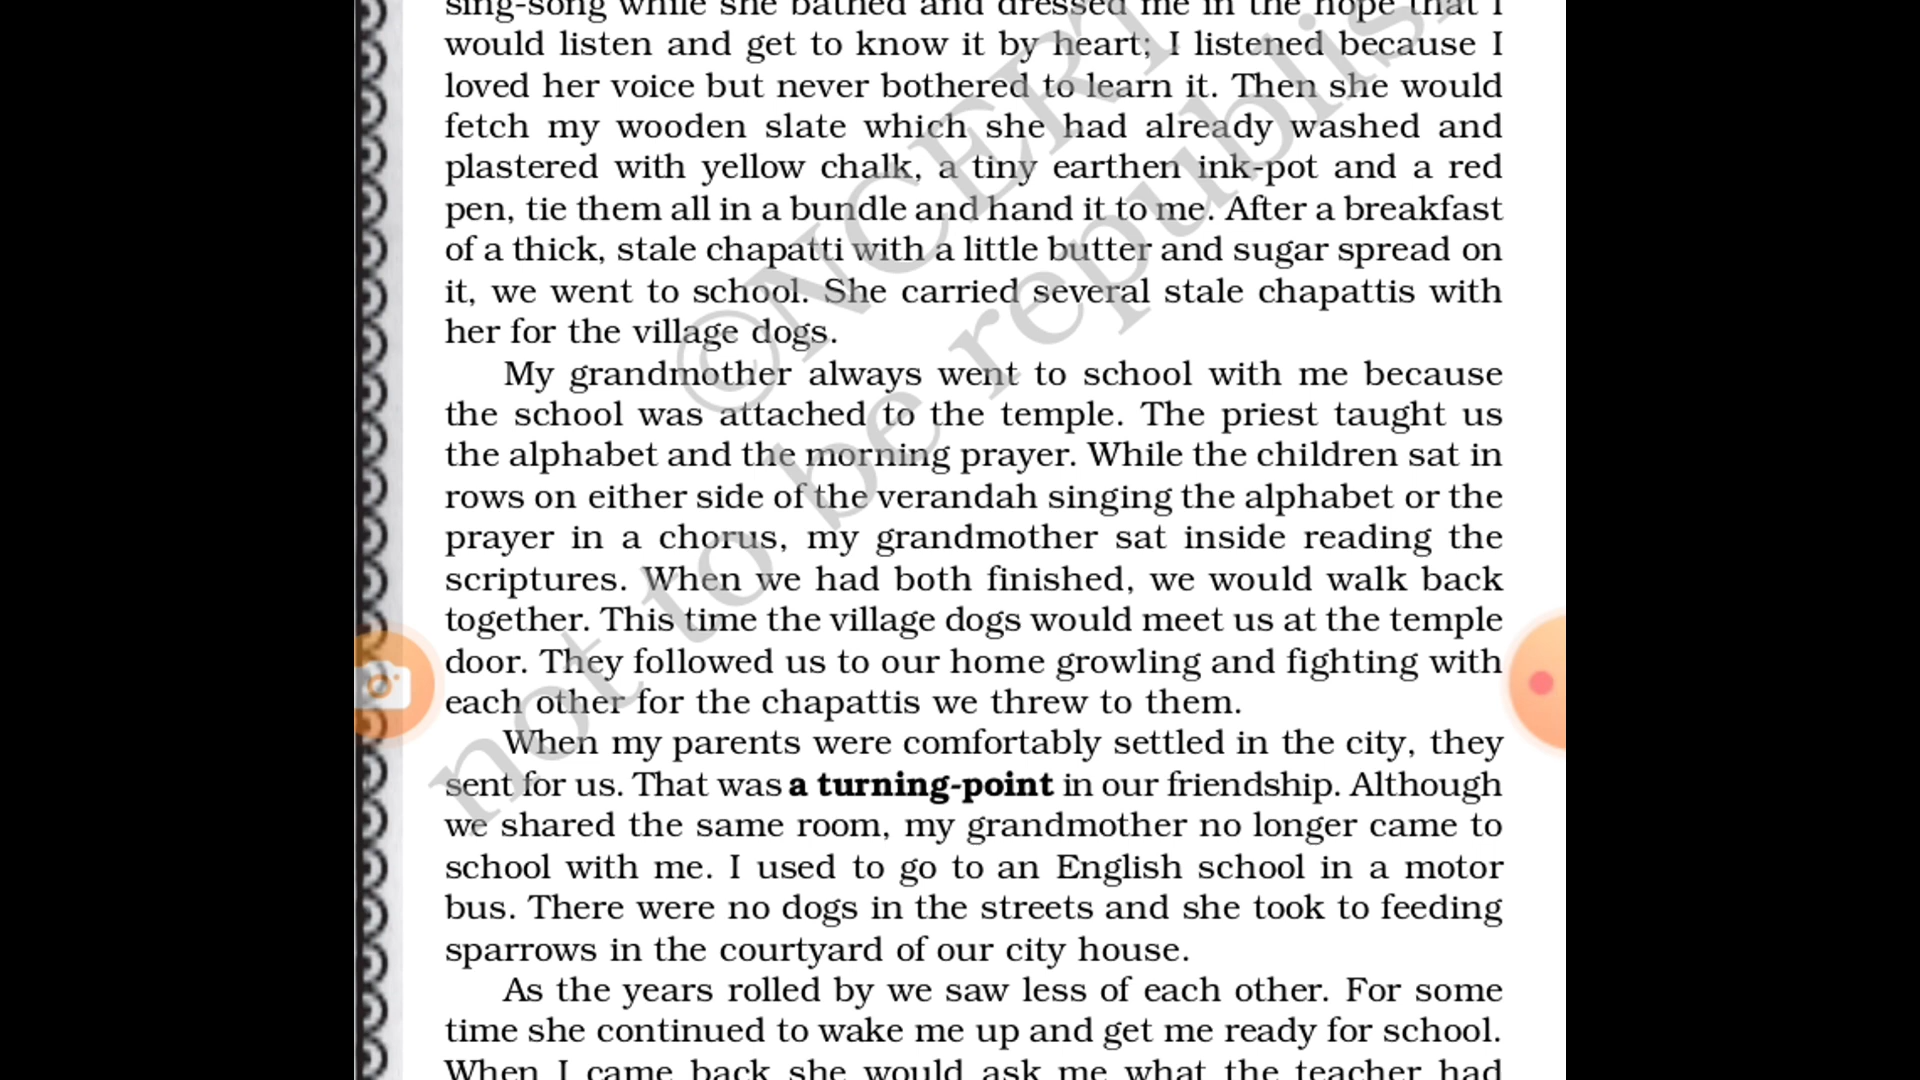 sing-song while she bathed and dressed me in the hope that I
would listen and get to know it by heart; I listened because I
loved her voice but never bothered to learn it. Then she would
fetch my wooden slate which she had already washed and
plastered with yellow chalk, a tiny earthen ink-pot and a red
pen, tie them all in a bundle and hand it to me. After a breakfast
of a thick, stale chapatti with a little butter and sugar spread on
it, we went to school. She carried several stale chapattis with
her for the village dogs.
My grandmother always went to school with me because
the school was attached to the temple. The priest taught us
the alphabet and the morning prayer. While the children sat in
rows on either side of the verandah singing the alphabet or the
prayer in a chorus, my grandmother sat inside reading the
scriptures. When we had both finished, we would walk back
together. This time the village dogs would meet us at the temple
door. They followed us to our home growling and fighting with
each other for the chapattis we threw to them.
When my parents were comfortably settled in the city, they
sent for us. That was a turning-point in our friendship. Although
we shared the same room, my grandmother no longer came to
school with me. I used to go to an English school in a motor
bus. There were no dogs in the streets and she took to feeding
sparrows in the courtyard of our city house.
As the years rolled by we saw less of each other. For some
time she continued to wake me up and get me ready for school.
When I came back she would ask me what the teacher had
©NCERT
not to be republis